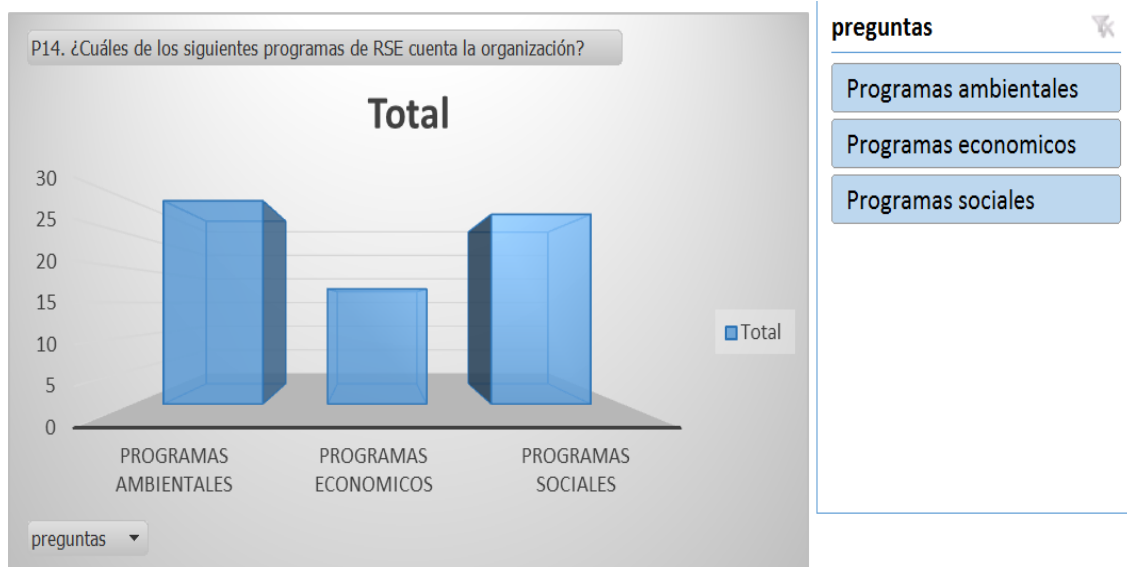 P14. ¿Cuáles de los siguientes programas de RSE cuenta la organización?
Total
30
25
20
15
10
5
0
PROGRAMAS
AMBIENTALES
PROGRAMAS
ECONOMICOS
PROGRAMAS
SOCIALES
Total
preguntas
preguntas
Programas ambientales
Programas economicos
Programas sociales